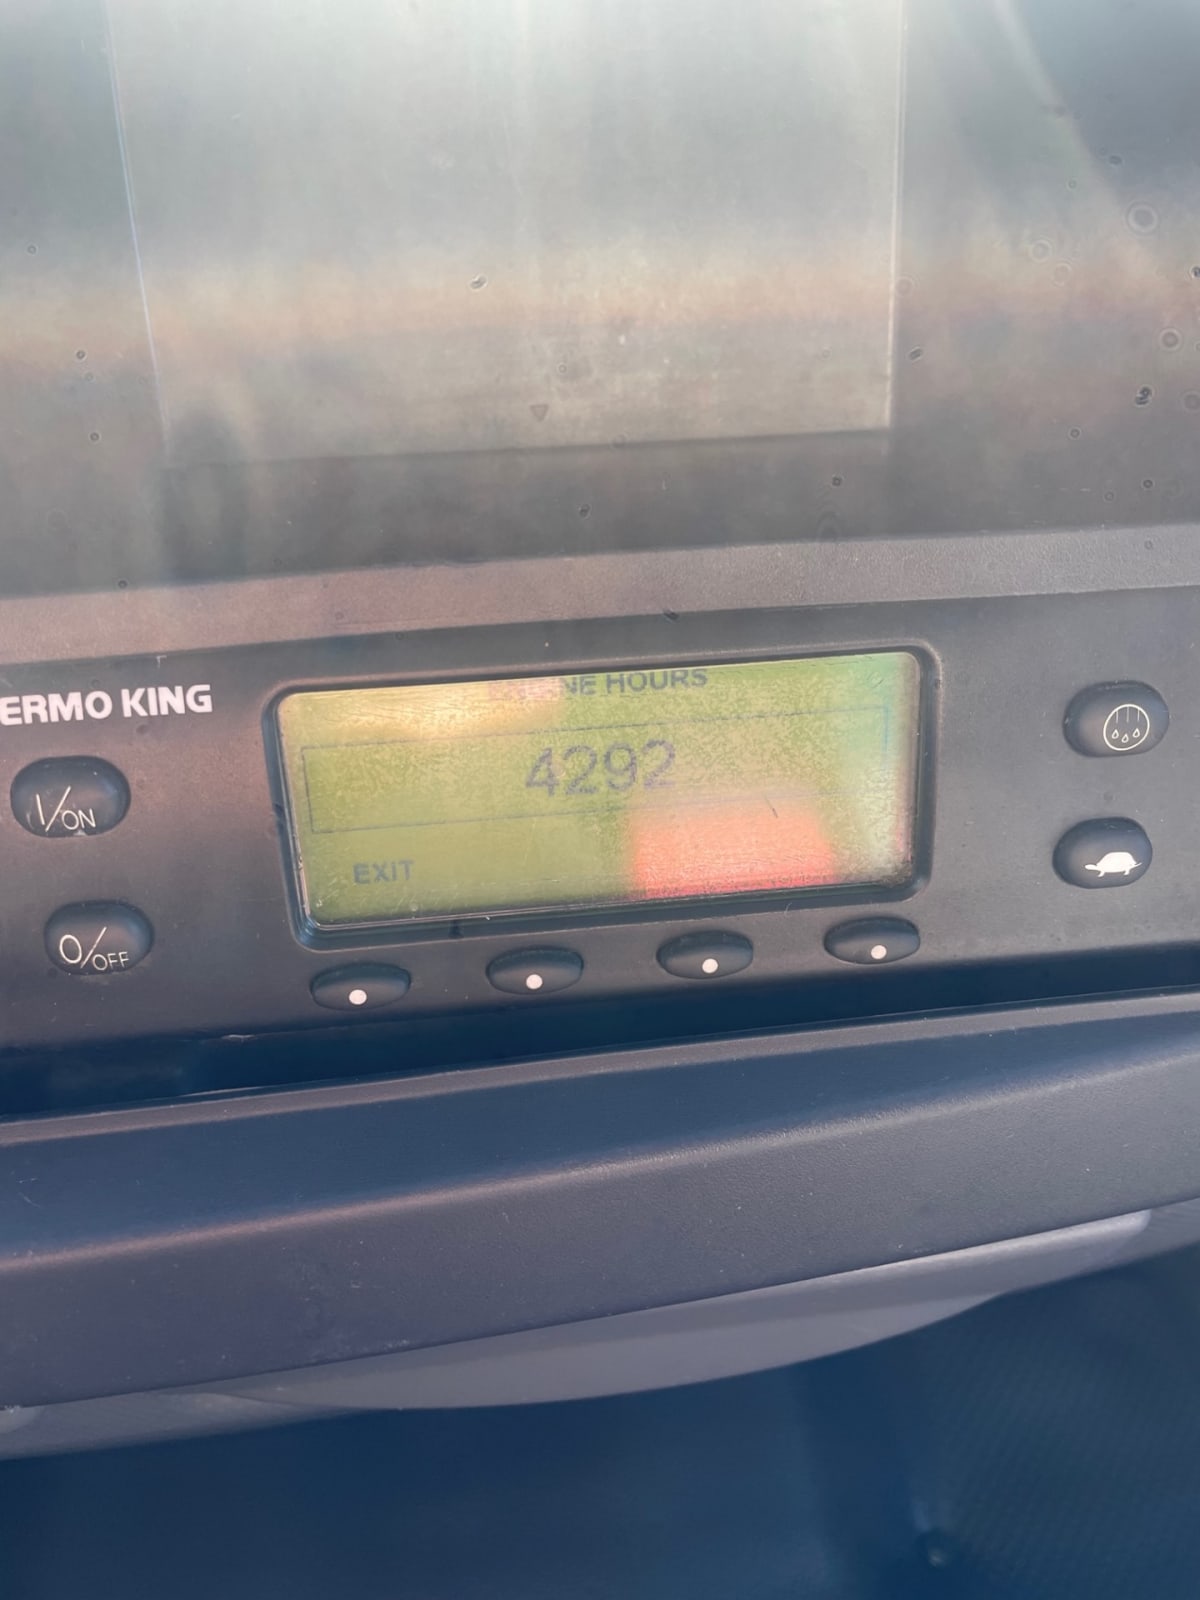 ERMO KING
NE HOURS
4292
EXIT
I/ON
O/OFF